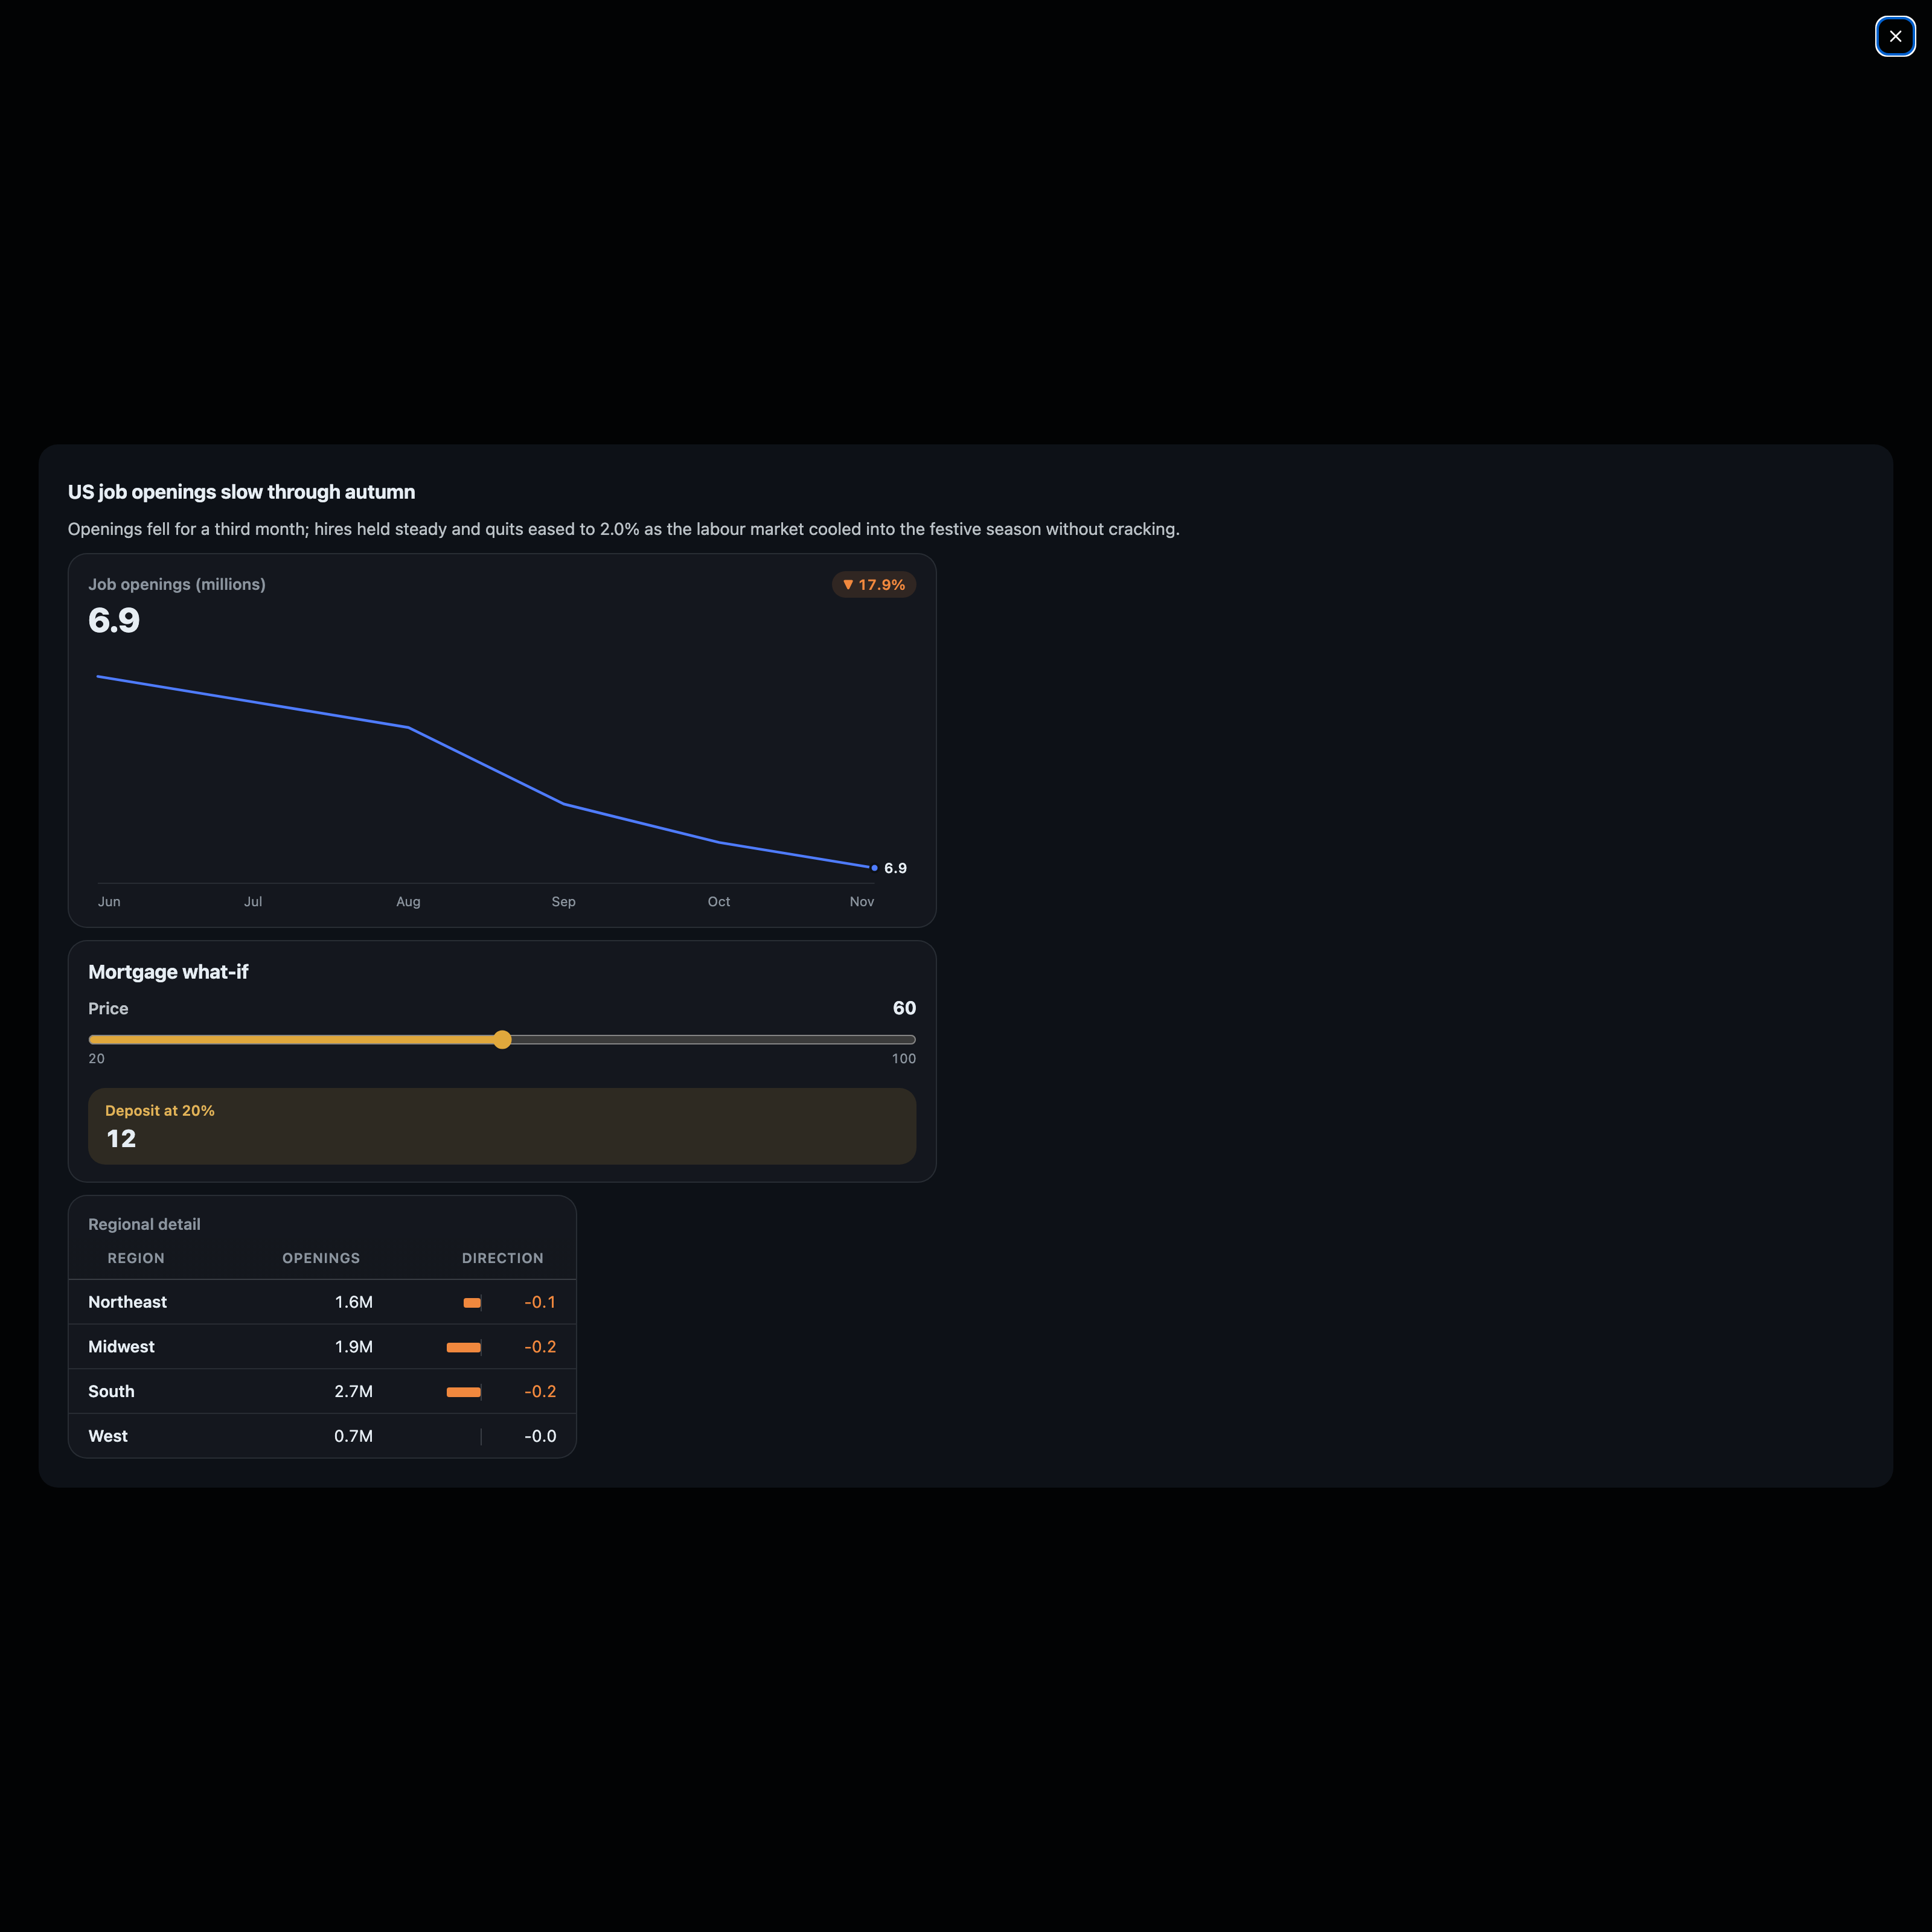 US job openings slow through autumn
Openings fell for a third month; hires held steady and quits eased to 2.0% as the labour market cooled into the festive season without cracking.
Job openings (millions)
▼ 17.9%
6.9
6.9
Jun Jul Aug Sep Oct Nov
Mortgage what-if
Price 60
20 100
Deposit at 20%
12
Regional detail
REGION OPENINGS DIRECTION
Northeast 1.6M -0.1
Midwest 1.9M -0.2
South 2.7M -0.2
West 0.7M -0.0